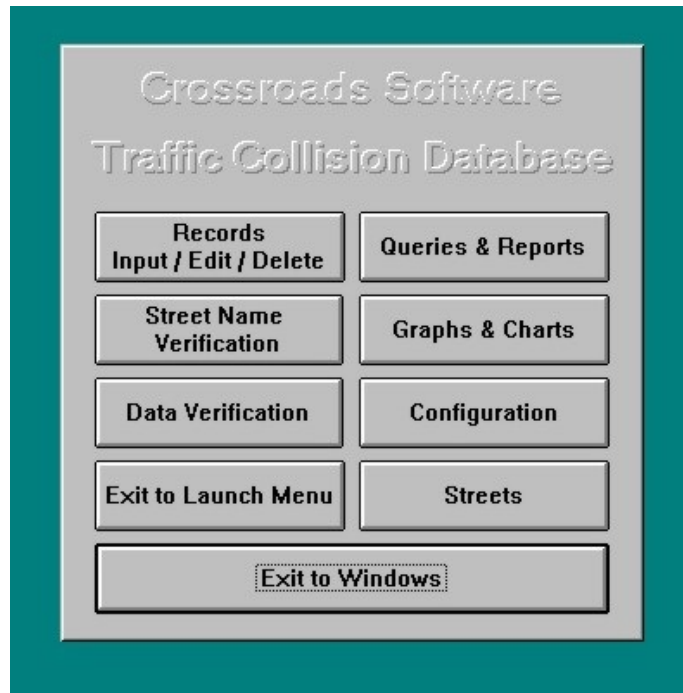 Crossroads Software
Traffic Collision Database
Records
Input / Edit / Delete
Queries & Reports
Street Name
Verification
Graphs & Charts
Data Verification
Configuration
Exit to Launch Menu
Streets
Exit to Windows